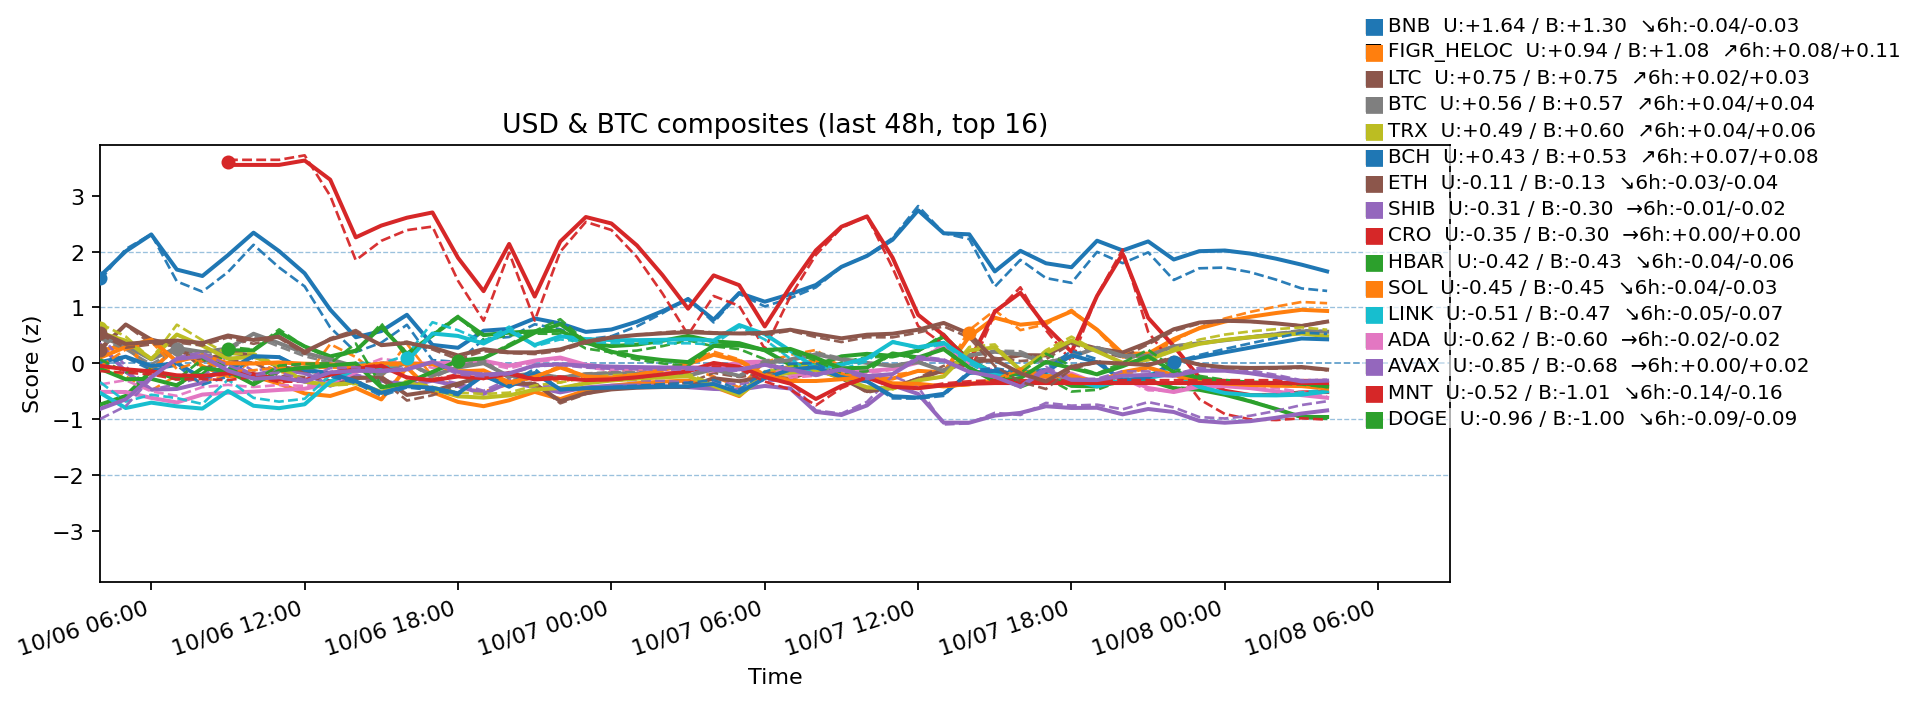 BNB  U:+1.64 / B:+1.30  ↘6h:-0.04/-0.03
FIGR_HELOC  U:+0.94 / B:+1.08  ↗6h:+0.08/+0.11
LTC  U:+0.75 / B:+0.75  ↗6h:+0.02/+0.03
BTC  U:+0.56 / B:+0.57  ↗6h:+0.04/+0.04
TRX  U:+0.49 / B:+0.60  ↗6h:+0.04/+0.06
BCH  U:+0.43 / B:+0.53  ↗6h:+0.07/+0.08
ETH  U:-0.11 / B:-0.13  ↘6h:-0.03/-0.04
SHIB  U:-0.31 / B:-0.30  →6h:-0.01/-0.02
CRO  U:-0.35 / B:-0.30  →6h:+0.00/+0.00
HBAR  U:-0.42 / B:-0.43  ↘6h:-0.04/-0.06
SOL  U:-0.45 / B:-0.45  ↘6h:-0.04/-0.03
LINK  U:-0.51 / B:-0.47  ↘6h:-0.05/-0.07
ADA  U:-0.62 / B:-0.60  →6h:-0.02/-0.02
AVAX  U:-0.85 / B:-0.68  →6h:+0.00/+0.02
MNT  U:-0.52 / B:-1.01  ↘6h:-0.14/-0.16
DOGE  U:-0.96 / B:-1.00  ↘6h:-0.09/-0.09
USD & BTC composites (last 48h, top 16)
Score (z)
3
2
1
0
−1
−2
−3
10/06 06:00
10/06 12:00
10/06 18:00
10/07 00:00
10/07 06:00
10/07 12:00
10/07 18:00
10/08 00:00
10/08 06:00
Time